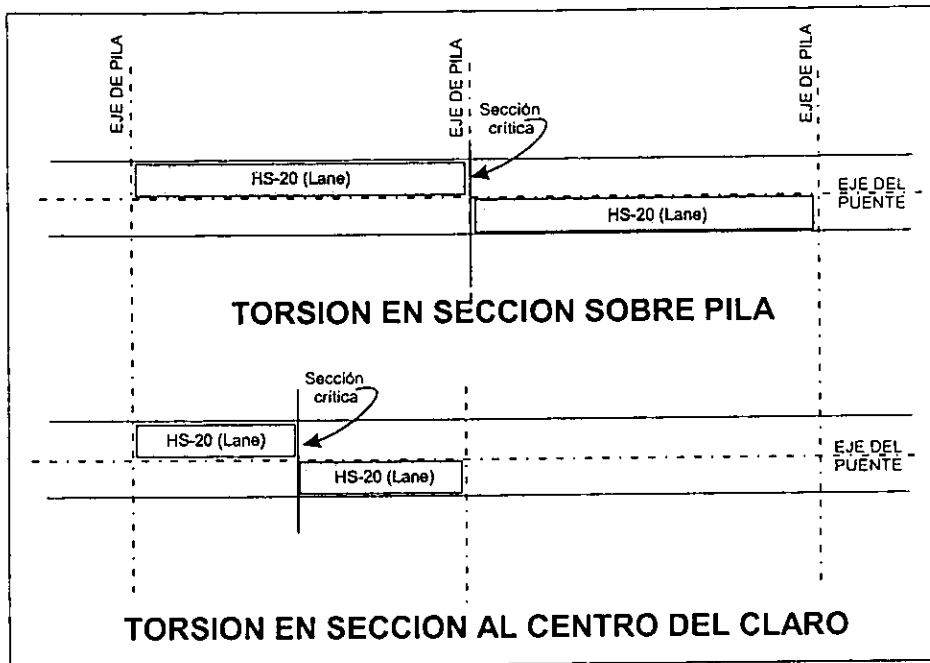 EJE DE PILA
EJE DE PILA
EJE DE PILA
Sección
crítica
HS-20 (Lane)
EJE DEL
PUENTE
HS-20 (Lane)
TORSION EN SECCION SOBRE PILA
Sección
crítica
HS-20 (Lane)
EJE DEL
PUENTE
HS-20 (Lane)
TORSION EN SECCION AL CENTRO DEL CLARO